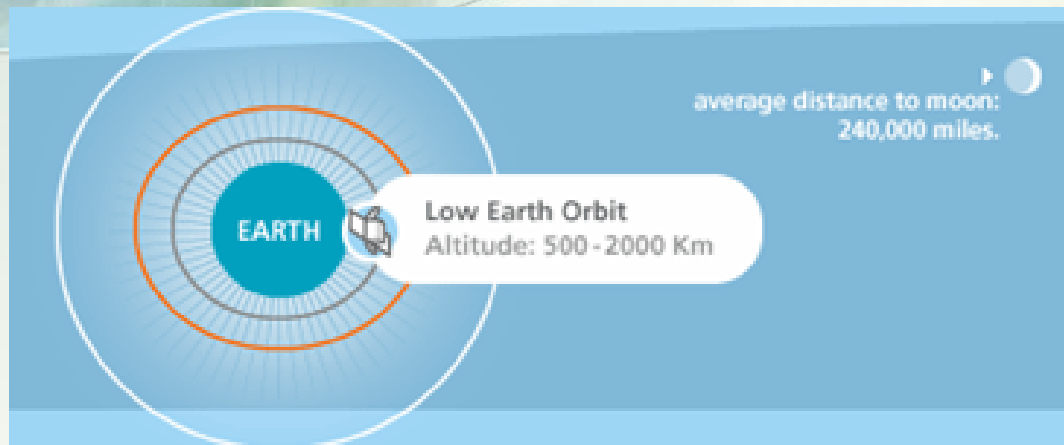 EARTH
Low Earth Orbit
Altitude: 500-2000 Km
average distance to moon:
240,000 miles.